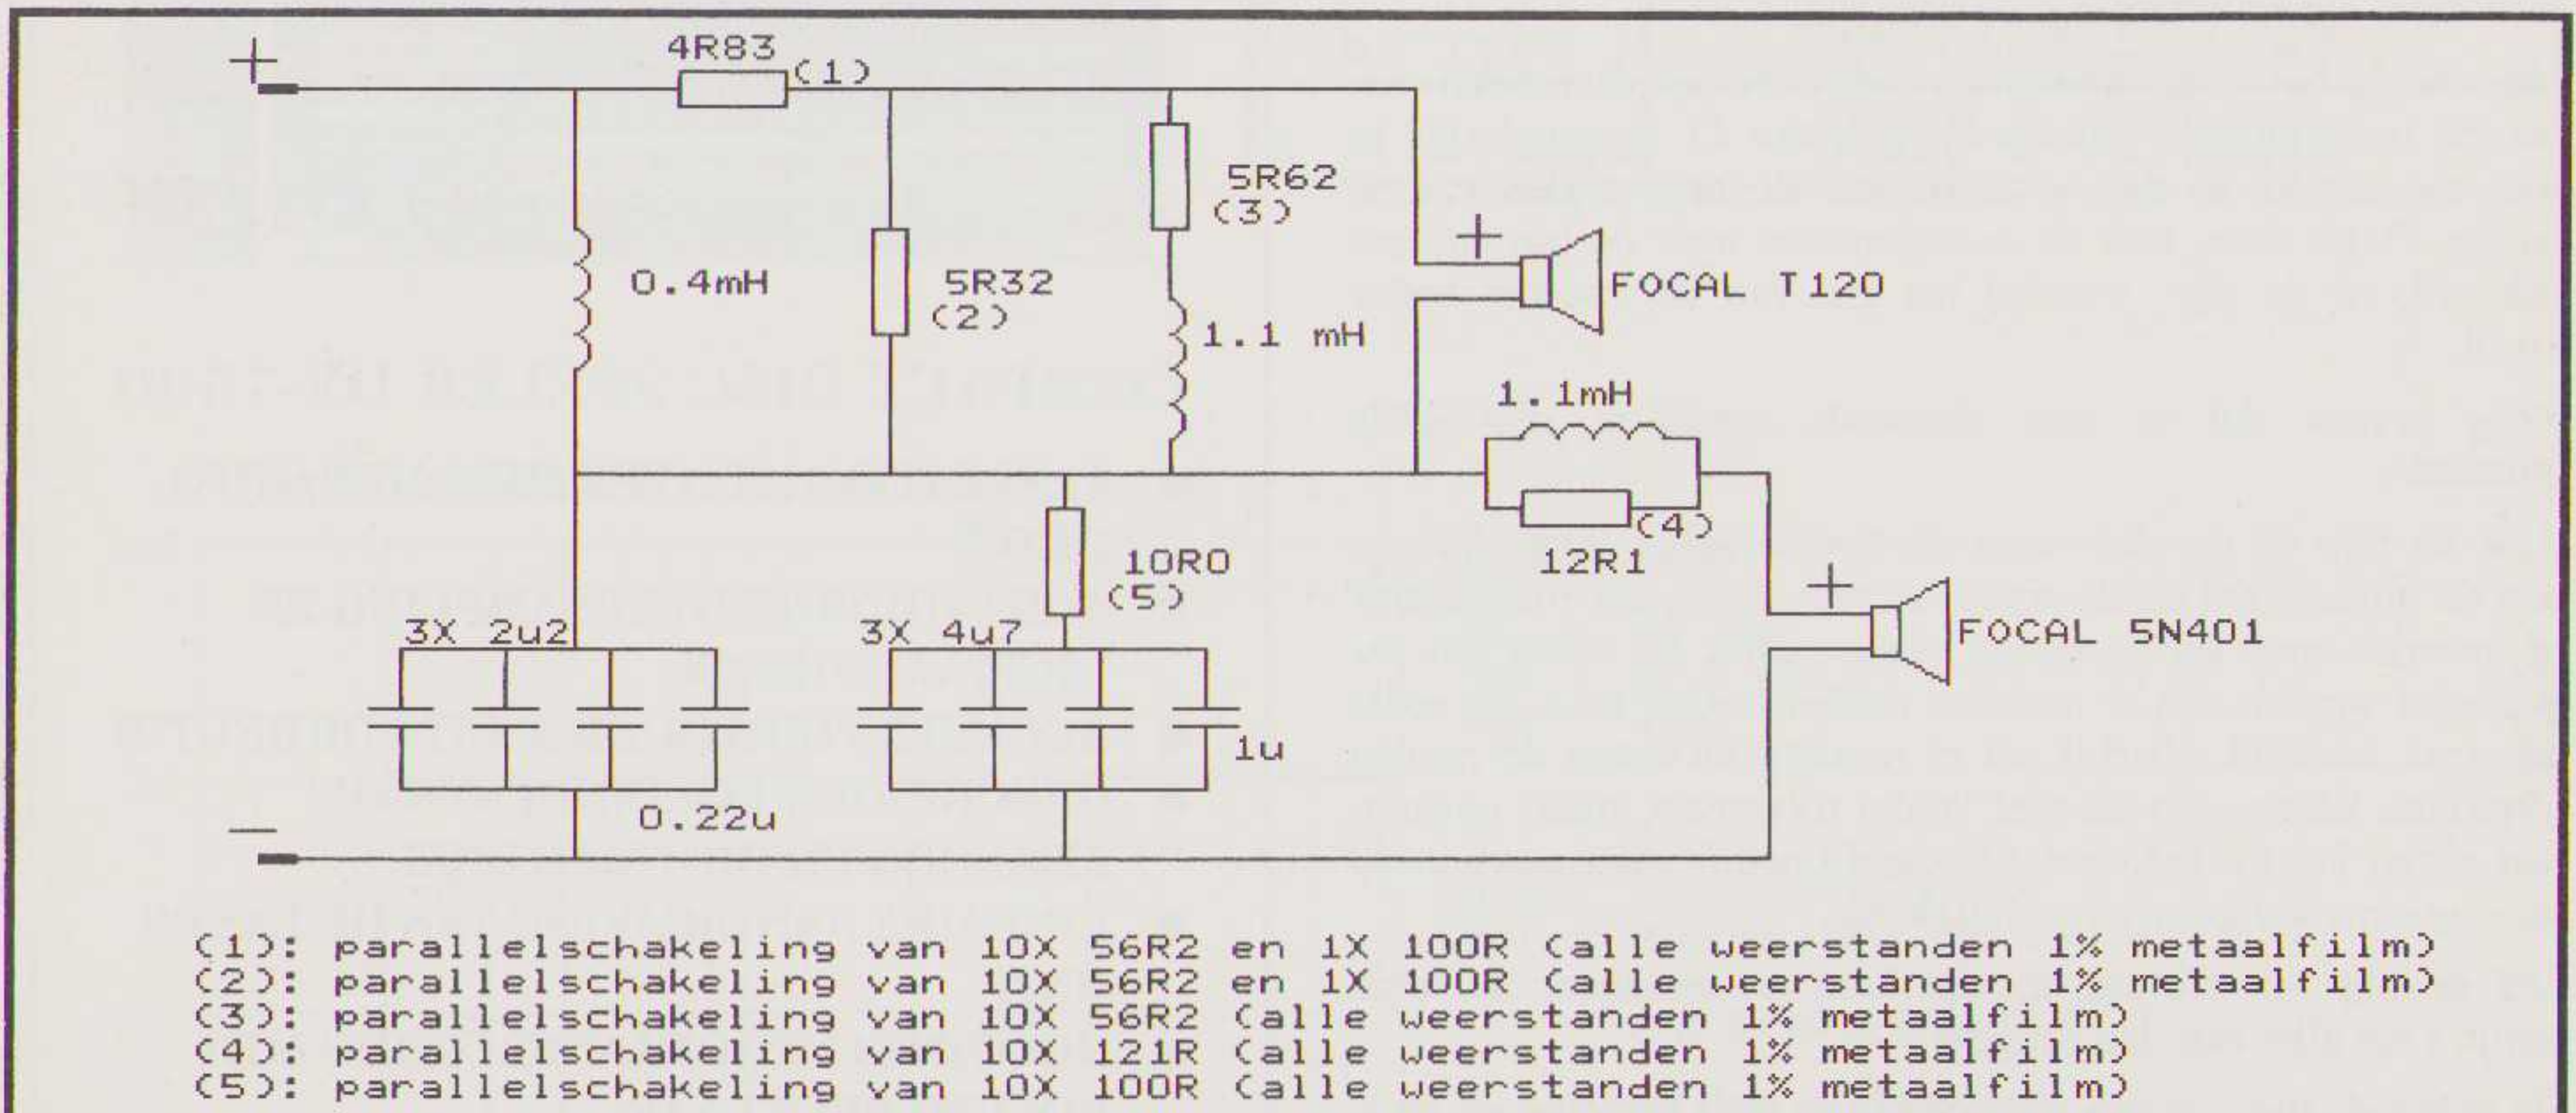 +
4R83
(1)
5R62
(3)
+
0.4mH
5R32
(2)
FOCAL T120
1.1 mH
1.1mH
(4)
12R1
10R0
(5)
+
3X 2u2
3X 4u7
FOCAL 5N401
1u
0.22u
—
(1): parallelschakeling van 10X 56R2 en 1X 100R (alle weerstanden 1% metaalfilm)
(2): parallelschakeling van 10X 56R2 en 1X 100R (alle weerstanden 1% metaalfilm)
(3): parallelschakeling van 10X 56R2 (alle weerstanden 1% metaalfilm)
(4): parallelschakeling van 10X 121R (alle weerstanden 1% metaalfilm)
(5): parallelschakeling van 10X 100R (alle weerstanden 1% metaalfilm)